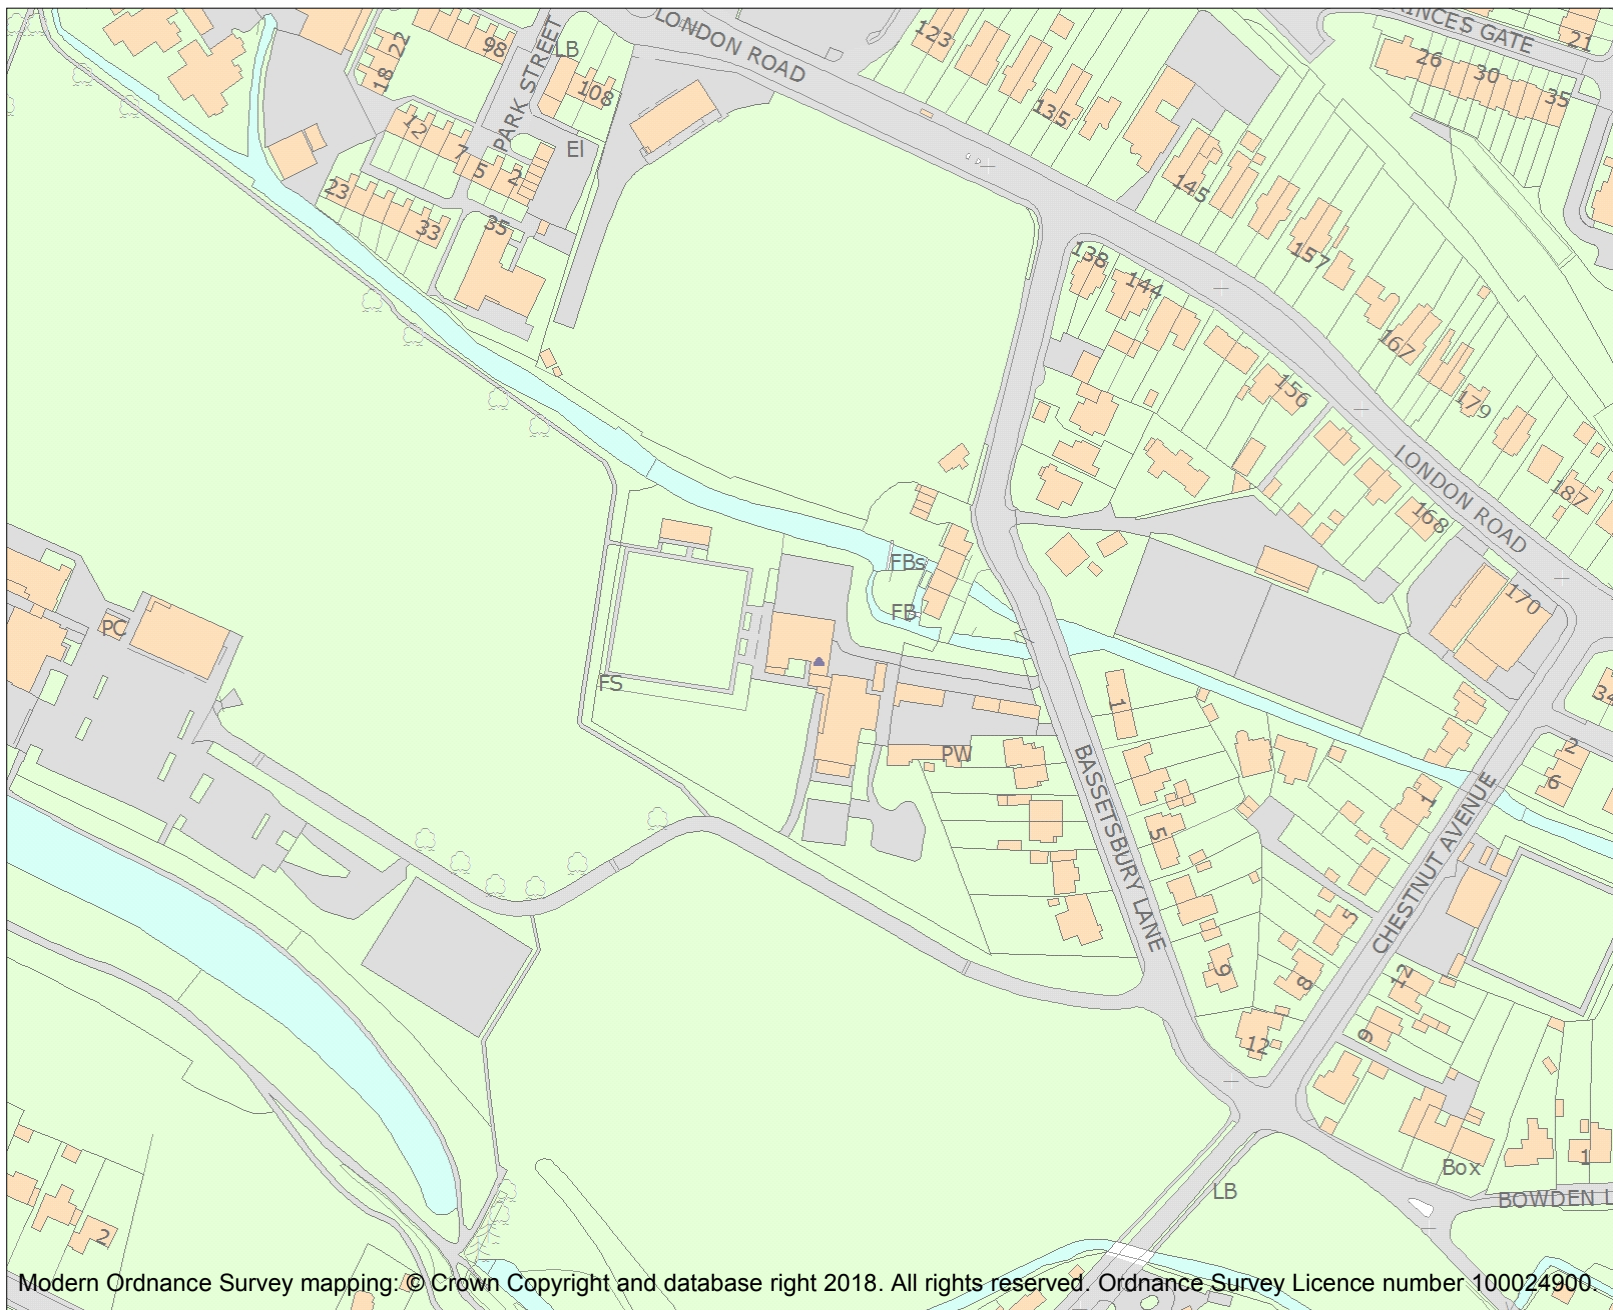 LONDON ROAD
RINCES GATE
21
123
98
22
18
LB
PARK STREET
108
26
30
35
135
12
7
5
2
El
23
33
35
145
157
138
144
167
156
179
LONDON ROAD
187
168
170
FBs
FB
PC
FS
1
34
PW
BASSETSBURY LANE
2
6
1
5
CHESTNUT AVENUE
5
9
8
12
12
9
Box
1
LB
BOWDEN L
2
Modern Ordnance Survey mapping: © Crown Copyright and database right 2018. All rights reserved. Ordnance Survey Licence number 100024900.